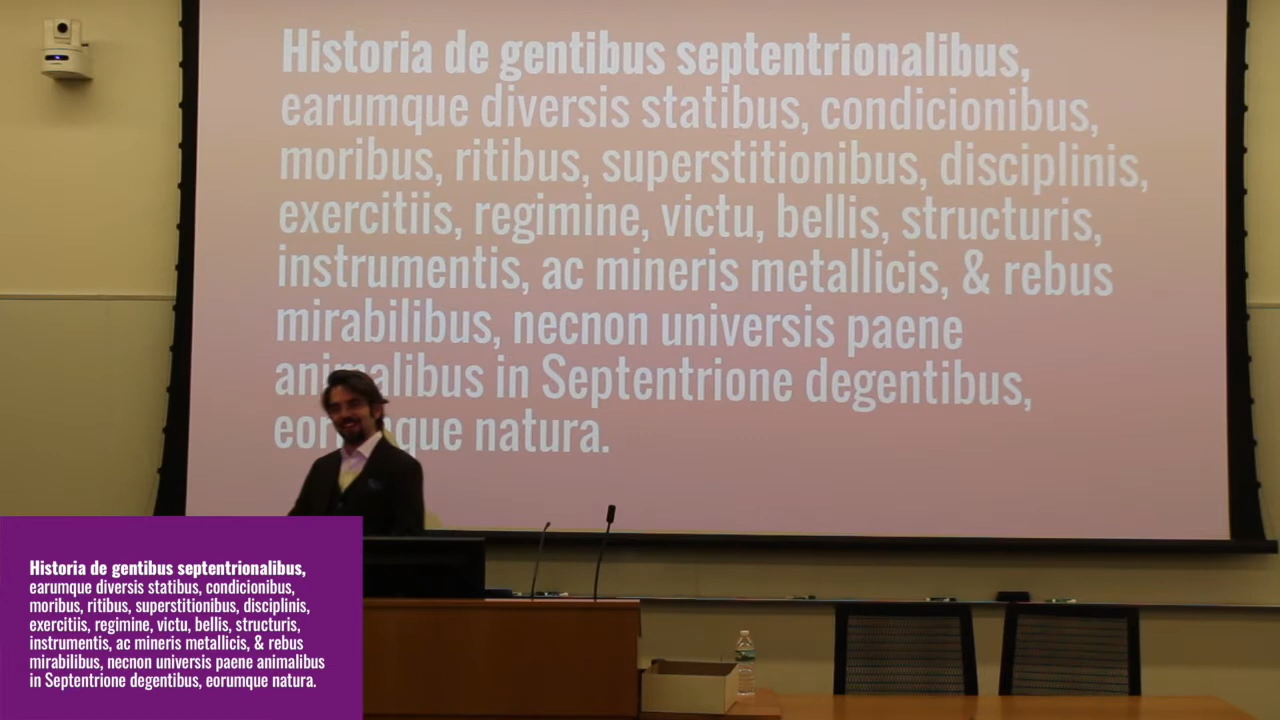 Historia de gentibus septentrionalibus,
earumque diversis statibus, condicionibus,
moribus, ritibus, superstitionibus, disciplinis,
exercitiis, regimine, victu, bellis, structuris,
instrumentis, ac mineris metallicis, & rebus
mirabilibus, necnon universis paene
animalibus in Septentrione degentibus,
eorumque natura.
Historia de gentibus septentrionalibus,
earumque diversis statibus, condicionibus,
moribus, ritibus, superstitionibus, disciplinis,
exercitiis, regimine, victu, bellis, structuris,
instrumentis, ac mineris metallicis, & rebus
mirabilibus, necnon universis paene animalibus
in Septentrione degentibus, eorumque natura.